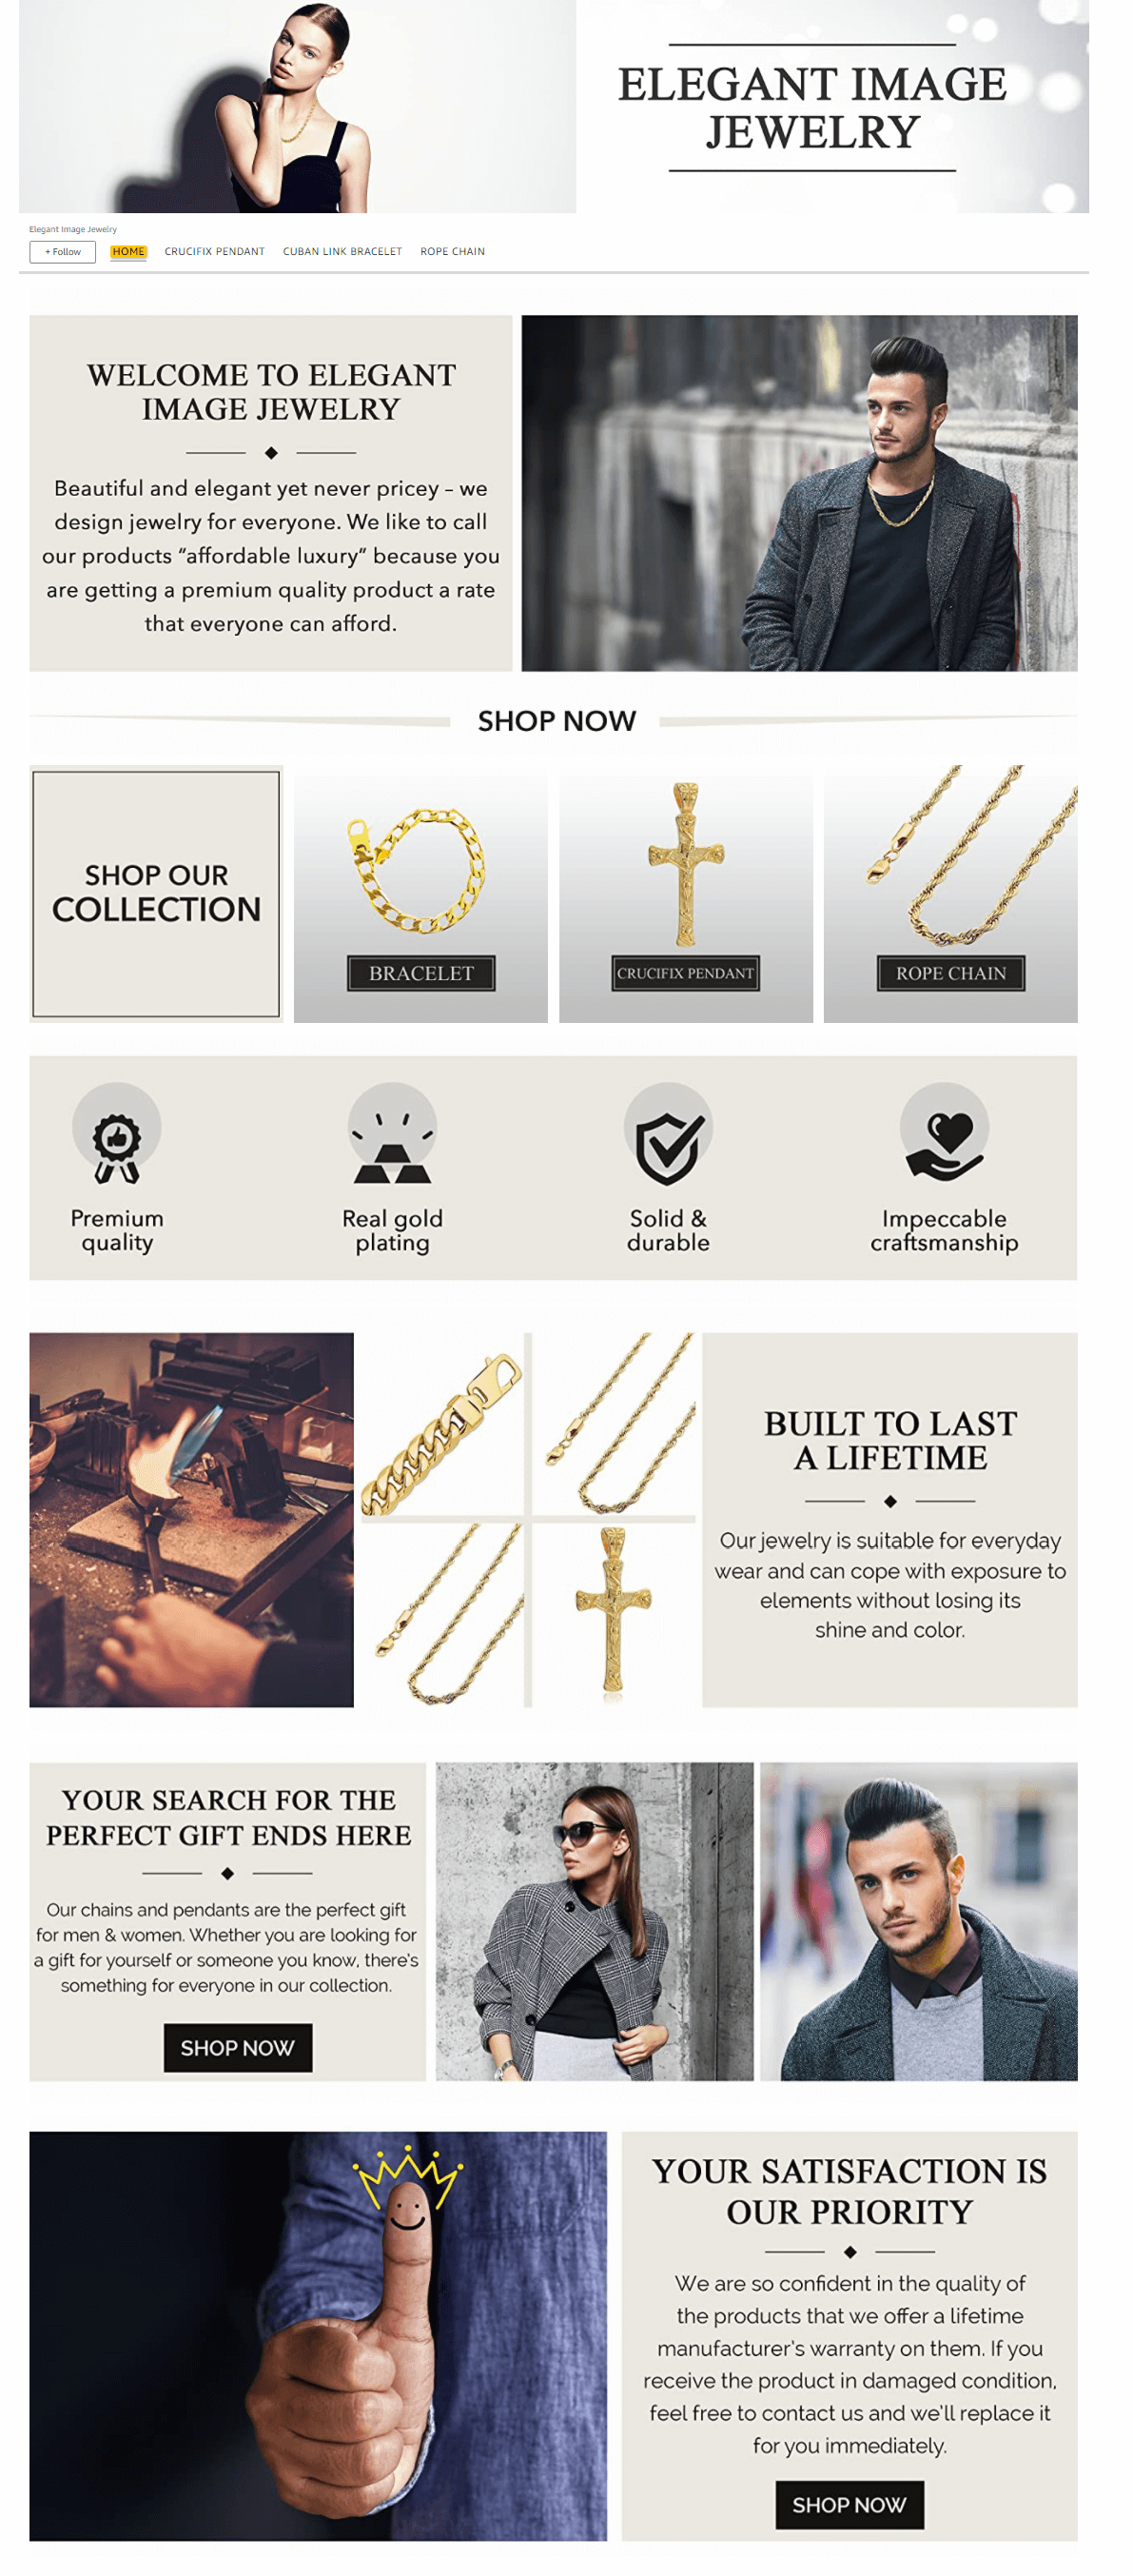 ELEGANT IMAGE
JEWELRY
Elegant Image Jewelry
+ Follow
HOME
CRUCIFIX PENDANT
CUBAN LINK BRACELET
ROPE CHAIN
WELCOME TO ELEGANT
IMAGE JEWELRY
Beautiful and elegant yet never pricey – we
design jewelry for everyone. We like to call
our products “affordable luxury” because you
are getting a premium quality product a rate
that everyone can afford.
SHOP NOW
SHOP OUR
COLLECTION
BRACELET
CRUCIFIX PENDANT
ROPE CHAIN
Premium
quality
Real gold
plating
Solid &
durable
Impeccable
craftsmanship
BUILT TO LAST
A LIFETIME
Our jewelry is suitable for everyday
wear and can cope with exposure to
elements without losing its
shine and color.
YOUR SEARCH FOR THE
PERFECT GIFT ENDS HERE
Our chains and pendants are the perfect gift
for men & women. Whether you are looking for
a gift for yourself or someone you know, there's
something for everyone in our collection.
SHOP NOW
YOUR SATISFACTION IS
OUR PRIORITY
We are so confident in the quality of
the products that we offer a lifetime
manufacturer's warranty on them. If you
receive the product in damaged condition,
feel free to contact us and we'll replace it
for you immediately.
SHOP NOW